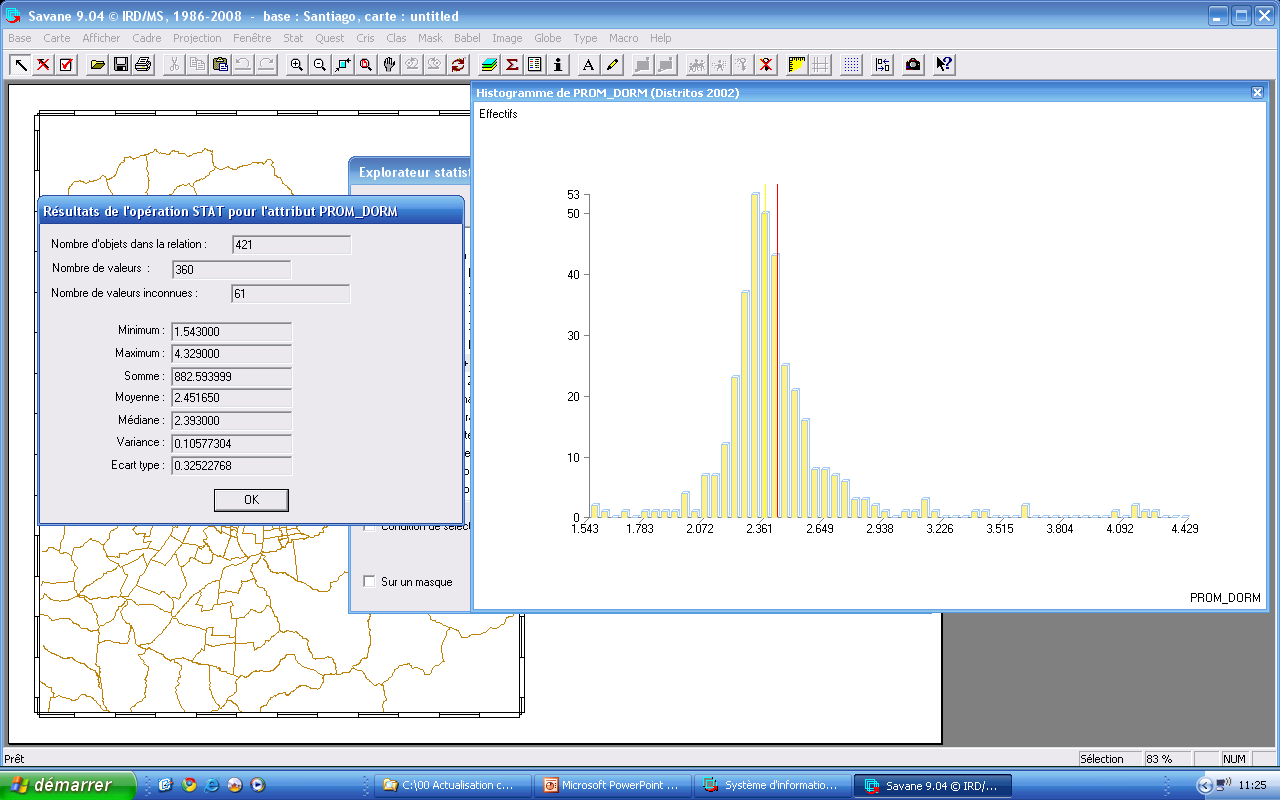 Savane 9.04 © IRD/MS, 1986-2008 - base : Santiago, carte : untitled
Base Carte Afficher Cadre Projection Fenêtre Stat Quest Cris Clas Mask Babel Image Globe Type Macro Help
Histogramme de PROM_DORM (Distritos 2002)
Effectifs
53
50
40
30
20
10
0
1.543 1.783 2.072 2.361 2.649 2.938 3.226 3.515 3.804 4.092 4.429
PROM_DORM
Explorateur statist
Résultats de l'opération STAT pour l'attribut PROM_DORM
Nombre d'objets dans la relation : 421
Nombre de valeurs : 360
Nombre de valeurs inconnues : 61
Minimum : 1.543000
Maximum : 4.329000
Somme : 882.593999
Moyenne : 2.451650
Médiane : 2.393000
Variance : 0.10577304
Ecart type : 0.32522768
OK
Condition de sélect
Sur un masque
Prêt
Sélection 83 % NUM
démarrer
C:\00 Actualisation c...
Microsoft PowerPoint ...
Système d'informatio...
Savane 9.04 © IRD/...
11:25